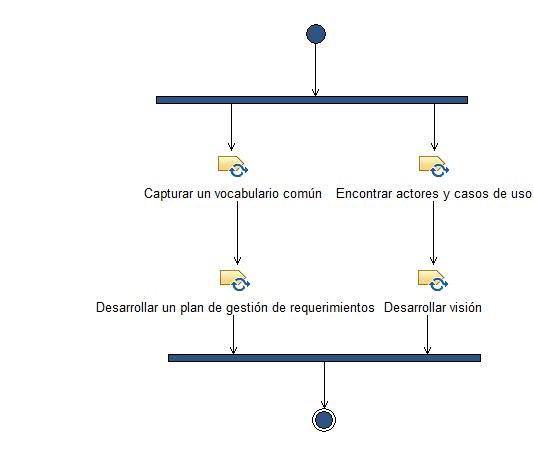 Capturar un vocabulario común
Encontrar actores y casos de uso
Desarrollar un plan de gestión de requerimientos
Desarrollar visión